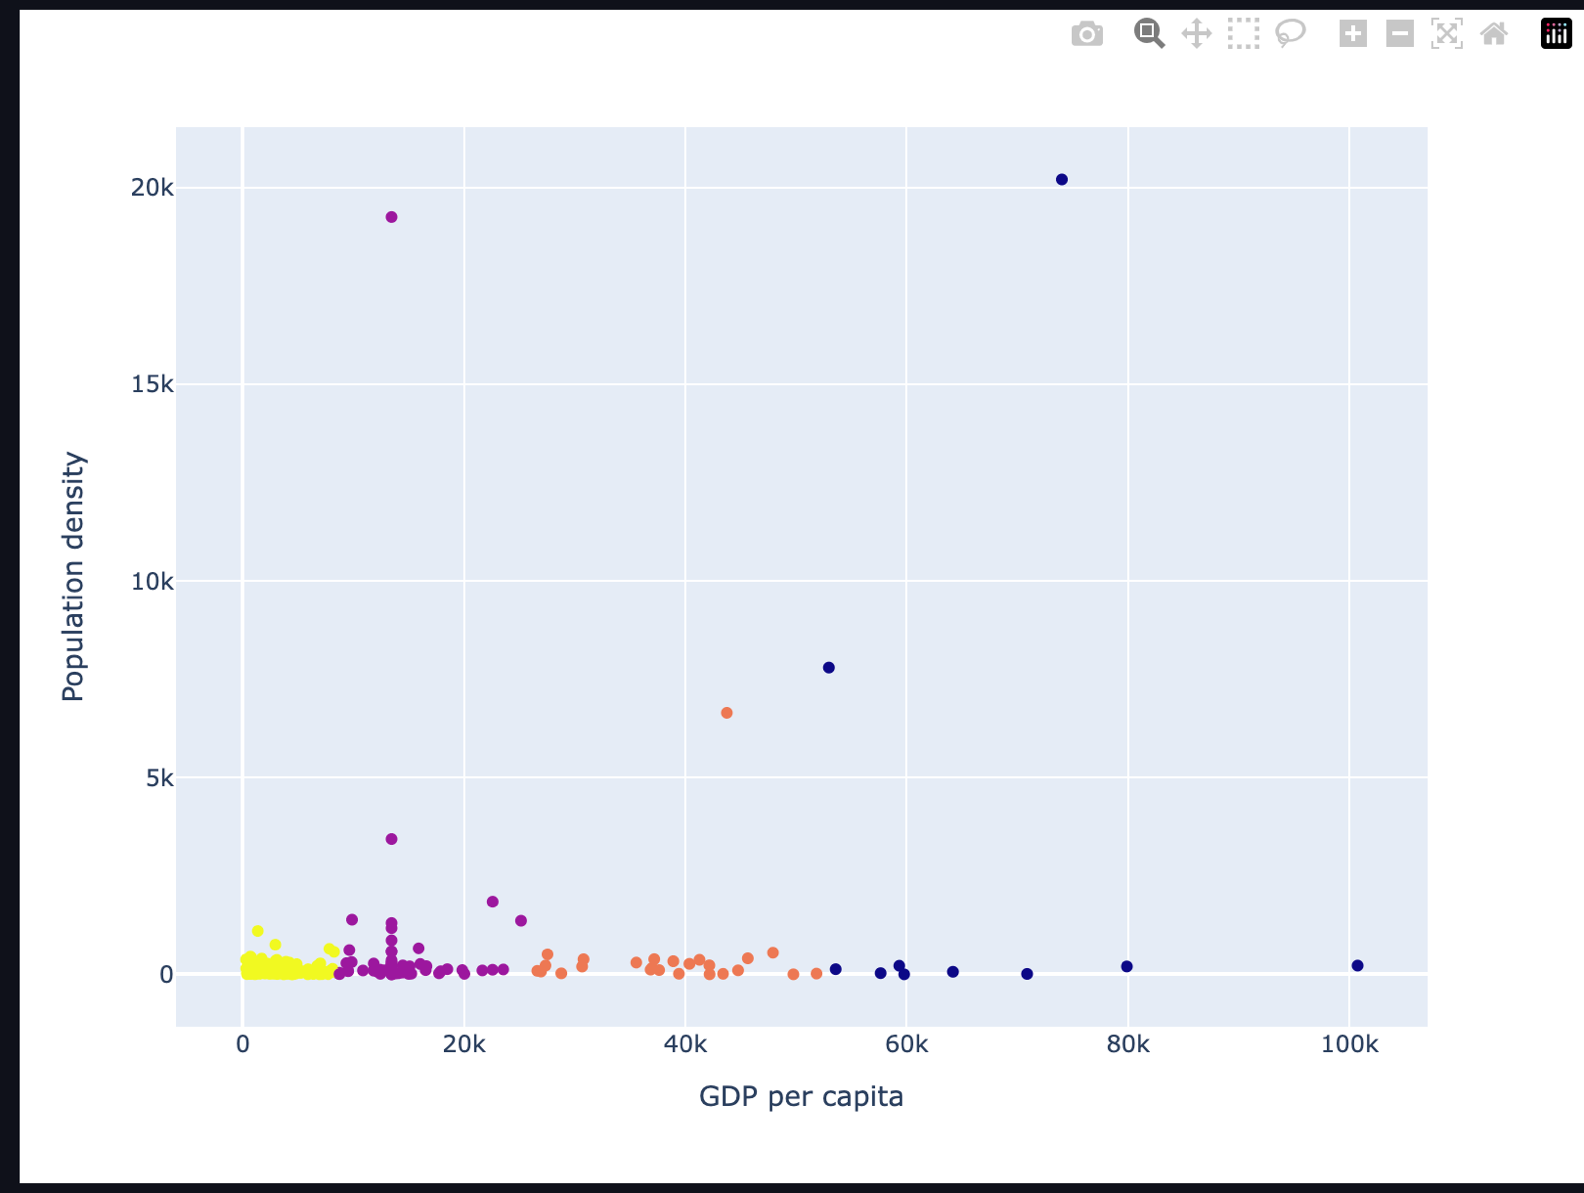 20k
15k
10k
5k
0
0 20k 40k 60k 80k 100k
Population density
GDP per capita